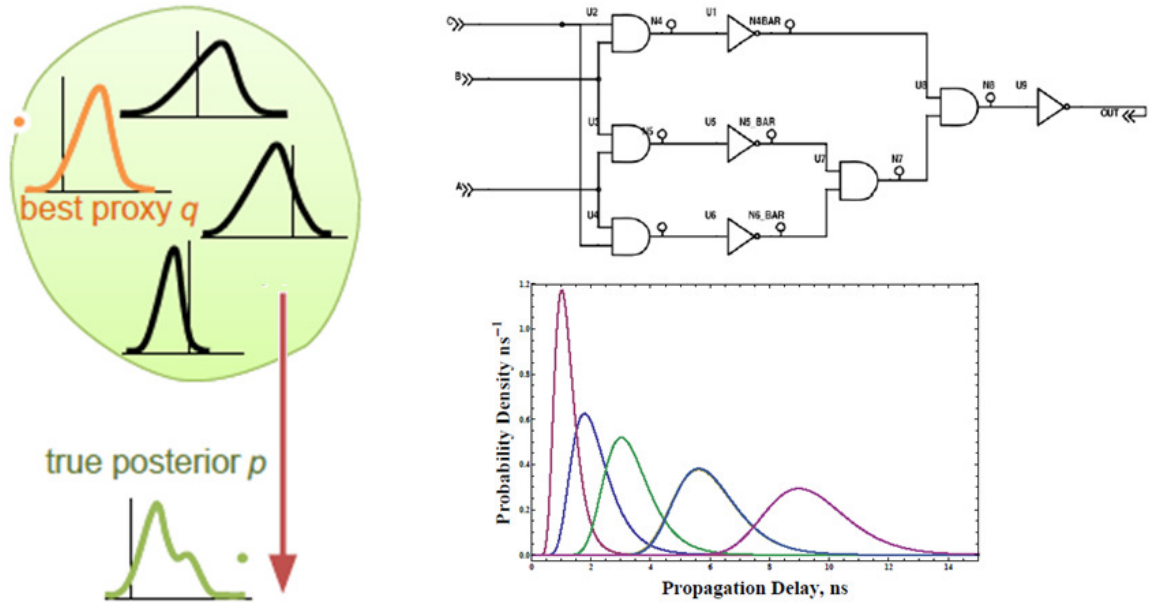 best proxy q
true posterior p
C
U2
N4
U1
N4BAR
B
U8
N8
U9
OUT
U3
N5
U5
N5_BAR
U7
N7
A
U4
U6
N6_BAR
Probability Density ns⁻¹
1.2
1.0
0.8
0.6
0.4
0.2
0.0
0 2 4 6 8 10 12 14
Propagation Delay, ns